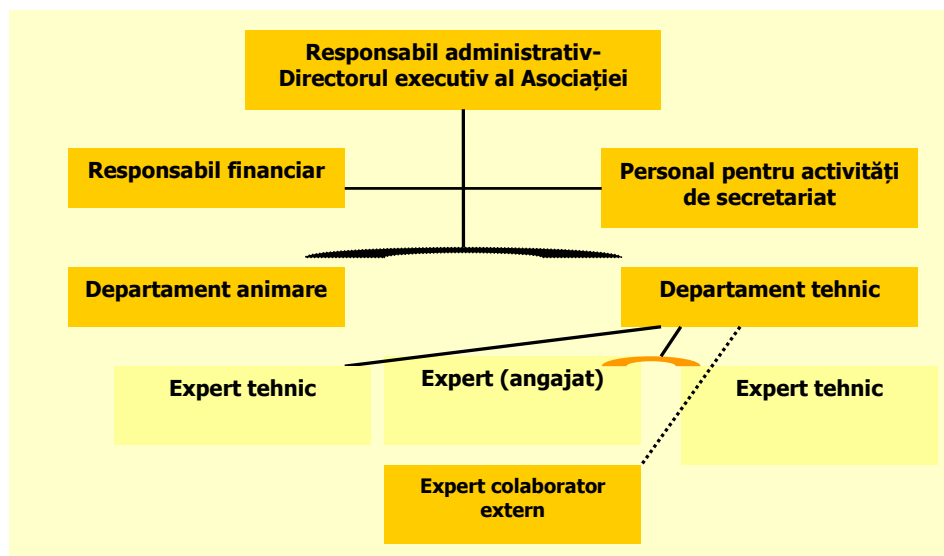 Responsabil administrativ-
Directorul executiv al Asociației
Responsabil financiar
Personal pentru activități
de secretariat
Departament animare
Departament tehnic
Expert tehnic
Expert (angajat)
Expert tehnic
Expert colaborator
extern